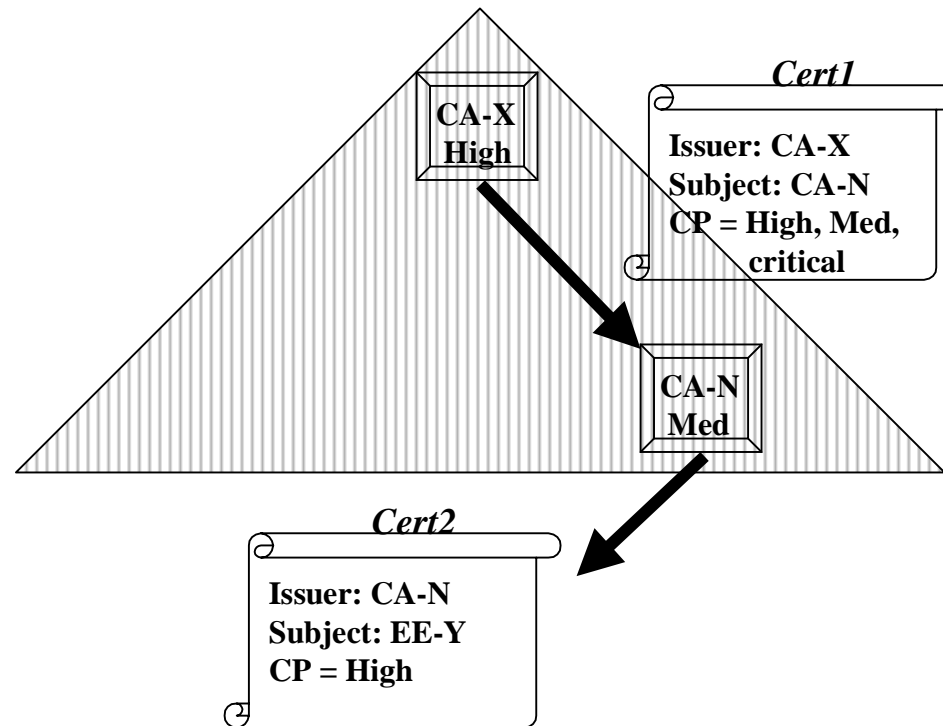 CA-X
High
Cert1
Issuer: CA-X
Subject: CA-N
CP = High, Med,
critical
CA-N
Med
Cert2
Issuer: CA-N
Subject: EE-Y
CP = High